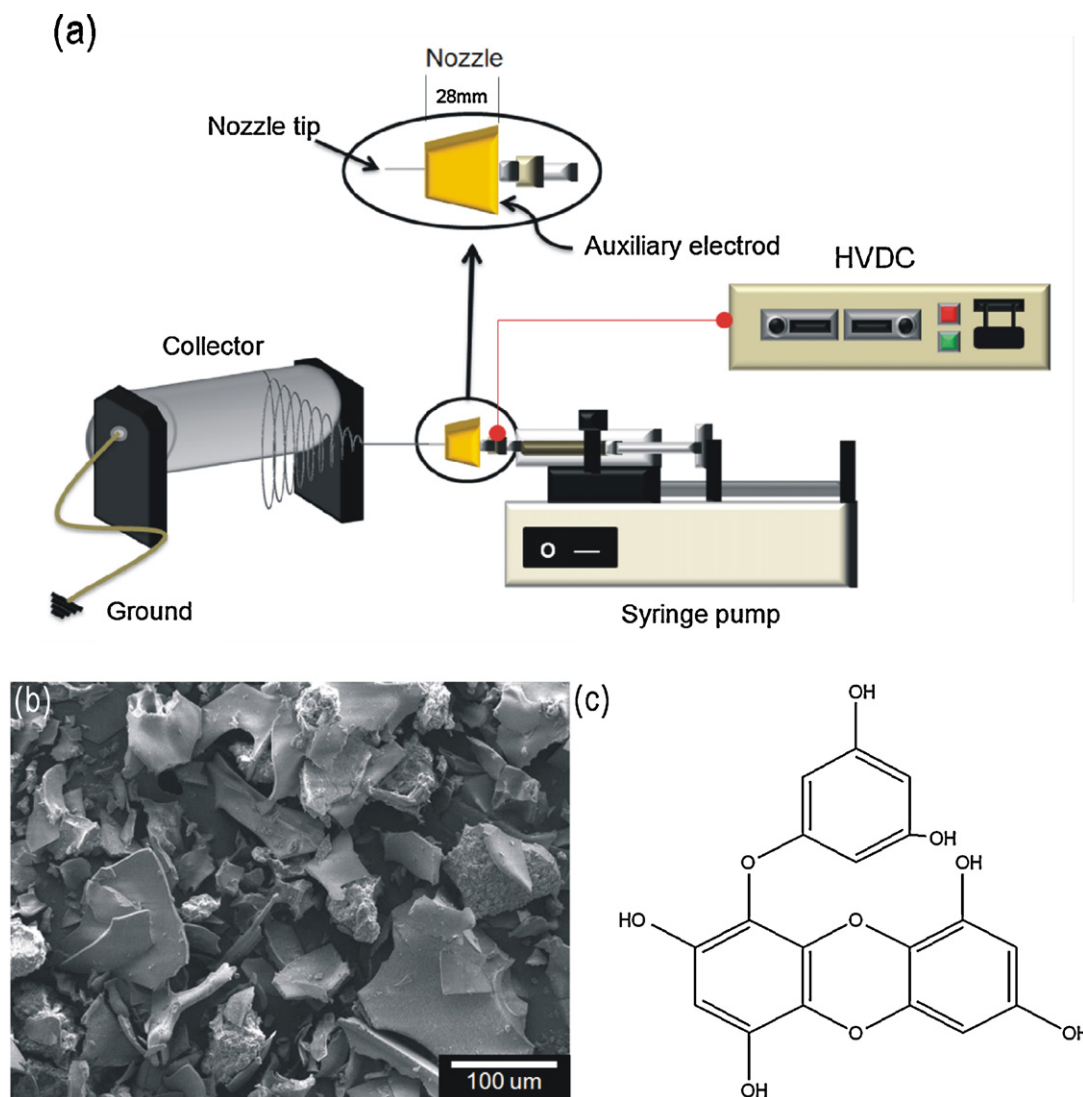 (a)
Nozzle
28mm
Nozzle tip
Auxiliary electrod
HVDC
Collector
Ground
Syringe pump
O —
(b)
100 um
(c)
OH
OH
O
OH
HO
O
O
OH
OH